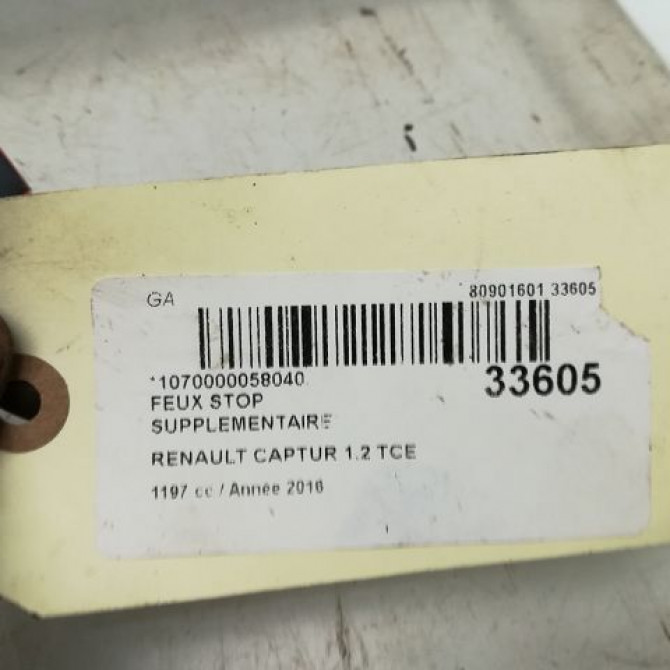 GA
80901601 33605
*1070000058040
33605
FEUX STOP
SUPPLEMENTAIRE
RENAULT CAPTUR 1.2 TCE
1197 cc / Année 2016